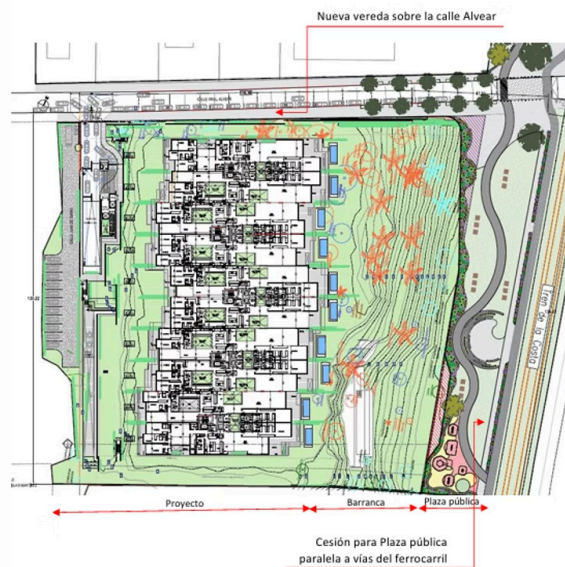 Nueva vereda sobre la calle Alvear
Tren de la Costa
Proyecto
Barranca
Plaza pública
Cesión para Plaza pública
paralela a vías del ferrocarril